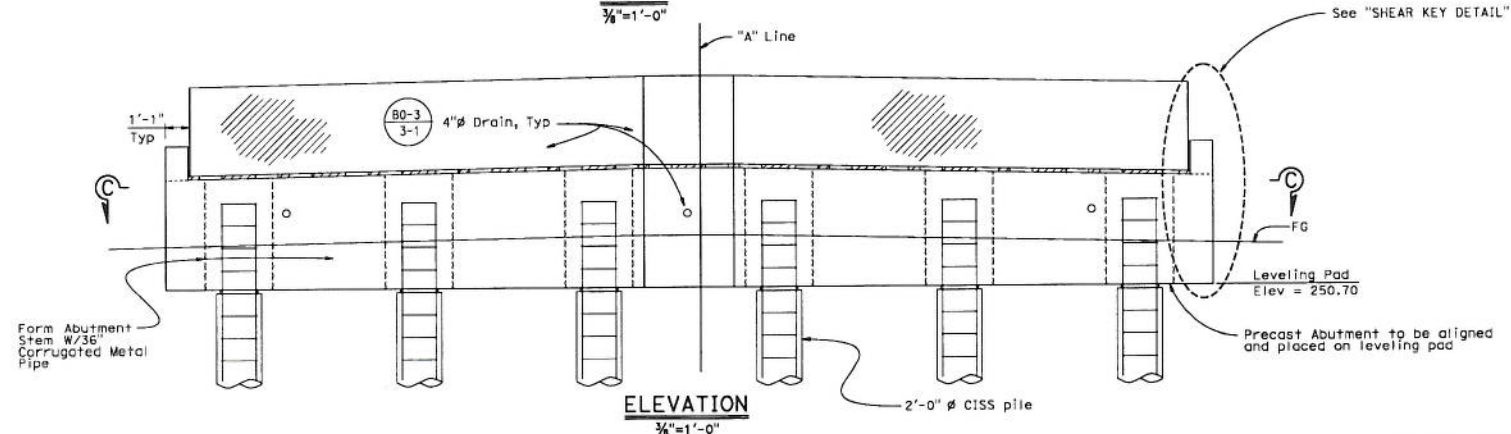 3/8"=1'-0"
See "SHEAR KEY DETAIL"
"A" Line
1'-1"
Typ
B0-3
3-1
4"Ø Drain, Typ
C
C
FG
Leveling Pad
Elev = 250.70
Form Abutment
Stem W/36"
Corrugated Metal
Pipe
Precast Abutment to be aligned
and placed on leveling pad
2'-0" Ø CISS pile
ELEVATION
3/8"=1'-0"